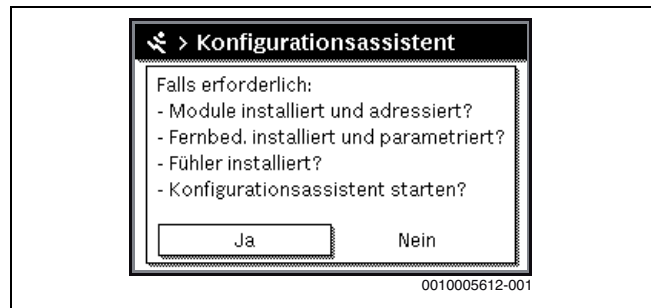 > Konfigurationsassistent
Falls erforderlich:
- Module installiert und adressiert?
- Fernbed. installiert und parametriert?
- Fühler installiert?
- Konfigurationsassistent starten?
Ja Nein
0010005612-001